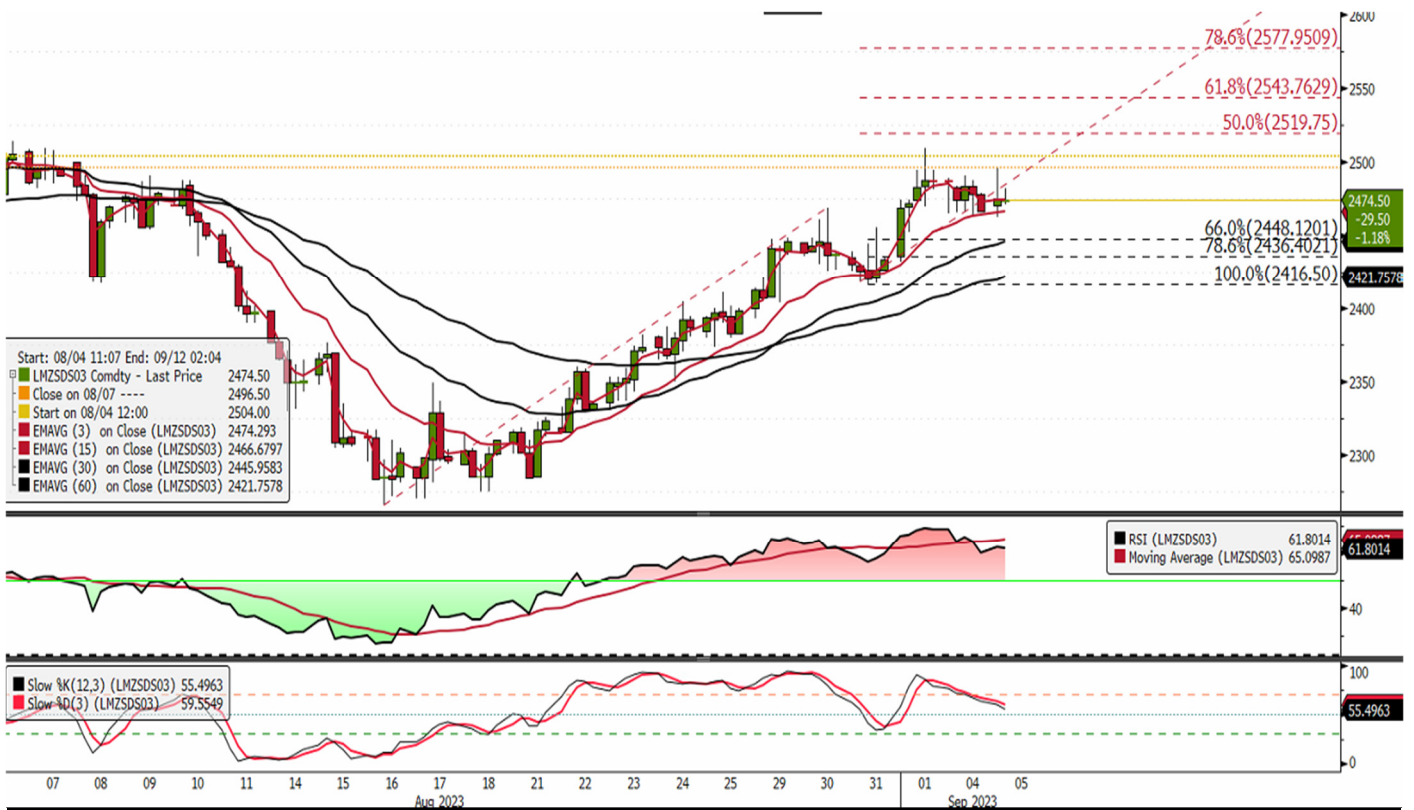 2600
78.6%(2577.9509)
2550
61.8%(2543.7629)
50.0%(2519.75)
2500
2474.50
-29.50
-1.18%
66.0%(2448.1201)
78.6%(2436.4021)
100.0%(2416.50)
2421.7578
2400
2350
2300
Start: 08/04 11:07 End: 09/12 02:04
LMZSDS03 Comdty - Last Price 2474.50
Close on 08/07 ---- 2496.50
Start on 08/04 12:00 2504.00
EMAVG (3) on Close (LMZSDS03) 2474.293
EMAVG (15) on Close (LMZSDS03) 2466.6797
EMAVG (30) on Close (LMZSDS03) 2445.9583
EMAVG (60) on Close (LMZSDS03) 2421.7578
RSI (LMZSDS03) 61.8014
Moving Average (LMZSDS03) 65.0987
61.8014
40
Slow %K(12,3) (LMZSDS03) 55.4963
Slow %D(3) (LMZSDS03) 59.5549
100
55.4963
0
07 08 09 10 11 14 15 16 17 18 21 22 23 24 25 29 30 31 01 04 05
Aug 2023 Sep 2023